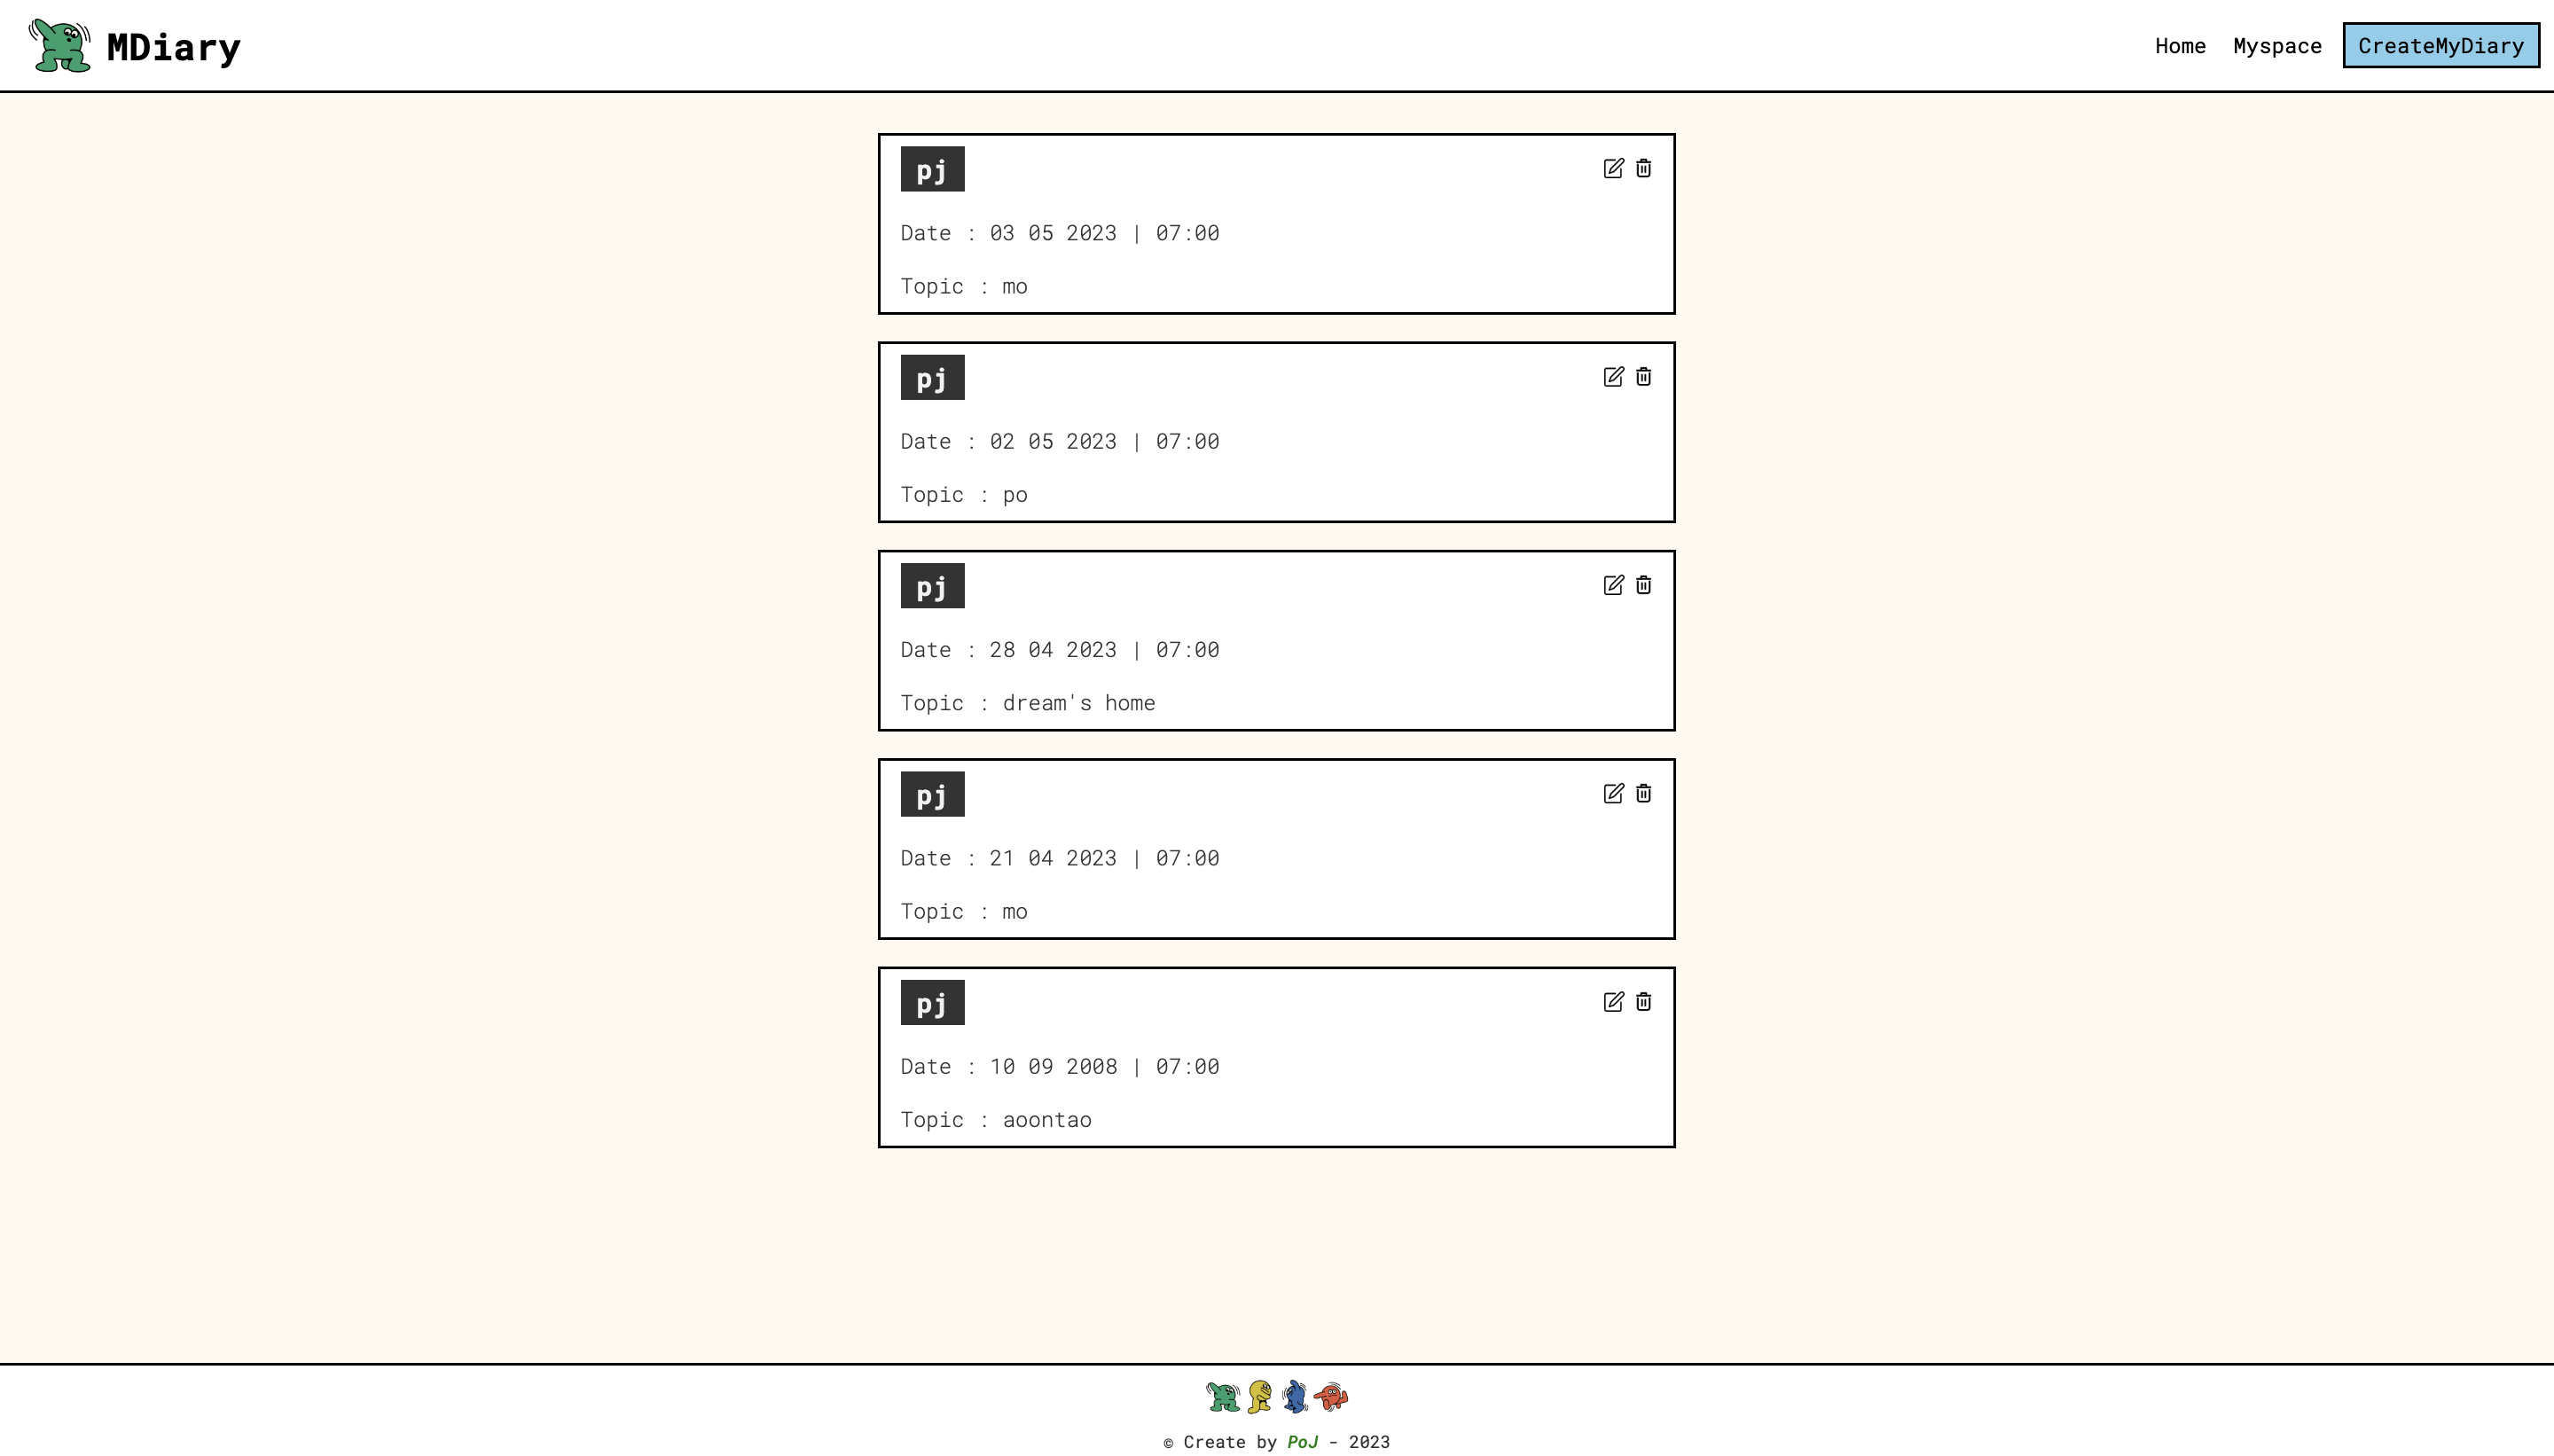 MDiary
Home Myspace CreateMyDiary
pj
Date : 03 05 2023 | 07:00
Topic : mo
pj
Date : 02 05 2023 | 07:00
Topic : po
pj
Date : 28 04 2023 | 07:00
Topic : dream's home
pj
Date : 21 04 2023 | 07:00
Topic : mo
pj
Date : 10 09 2008 | 07:00
Topic : aoontao
© Create by PoJ - 2023